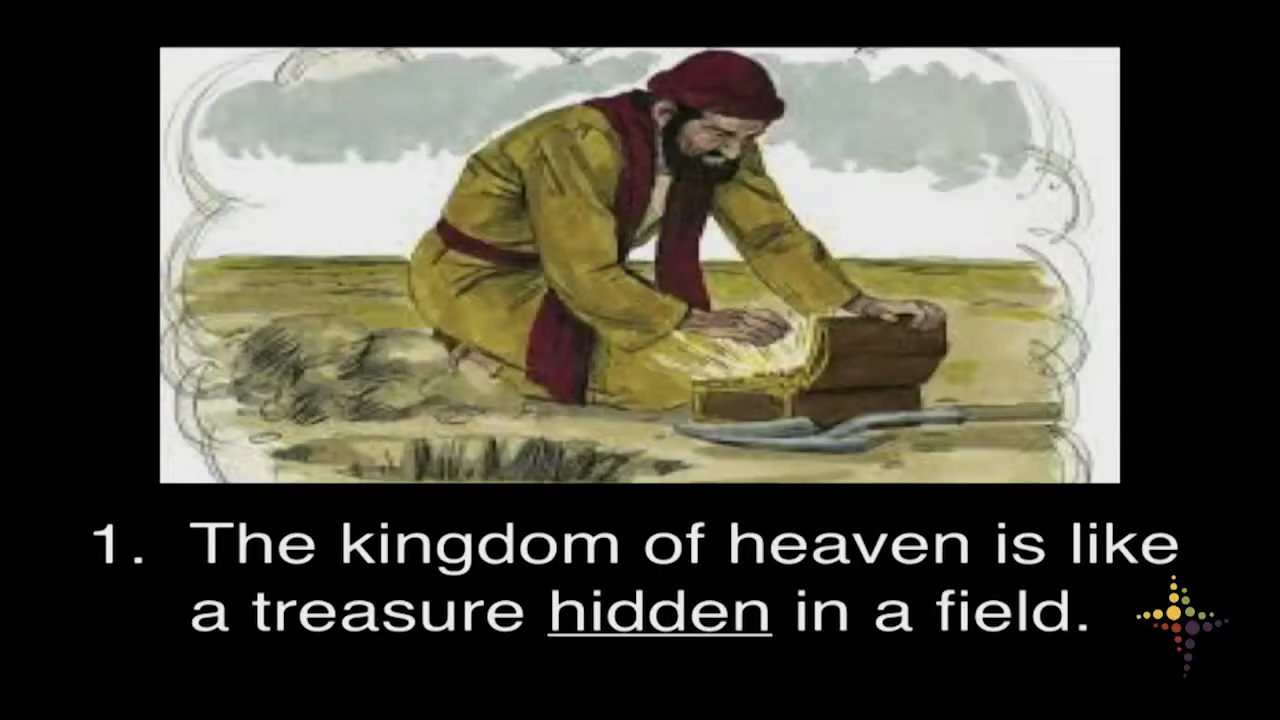 1. The kingdom of heaven is like
a treasure hidden in a field.